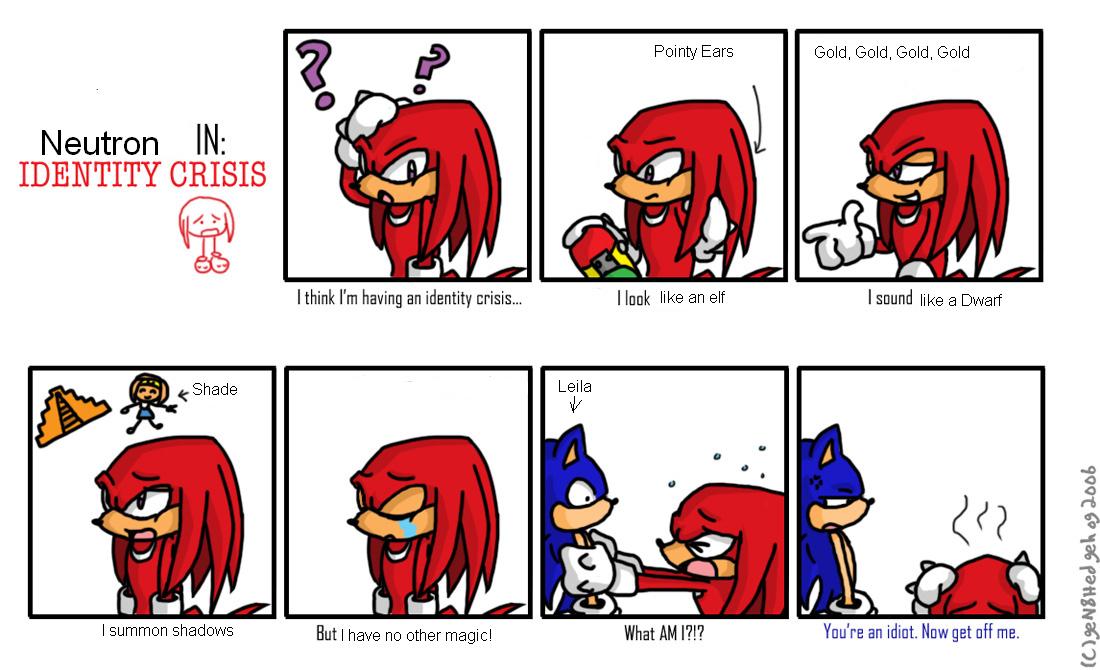 Neutron IN:
IDENTITY CRISIS
? ?
I think I'm having an identity crisis...
Pointy Ears
I look like an elf
Gold, Gold, Gold, Gold
I sound like a Dwarf
Shade
I summon shadows
But I have no other magic!
Leila
What AM I?!?
You're an idiot. Now get off me.
(C)geN8Hedgehog2006